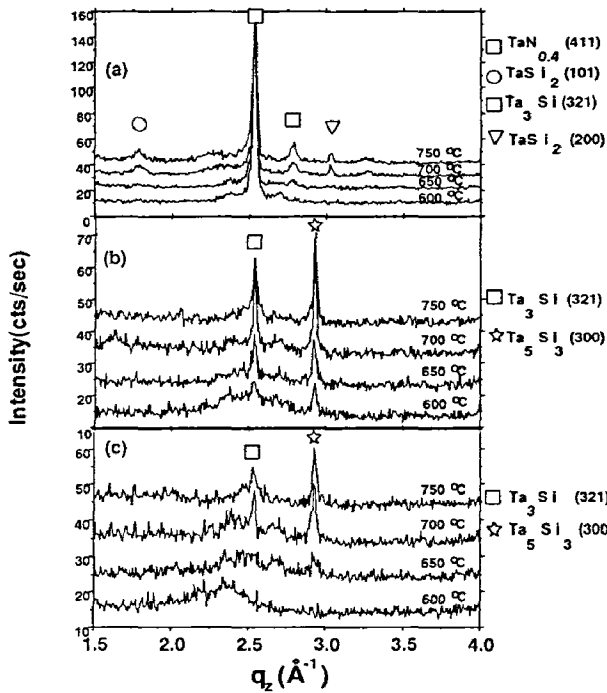 160
140
120
100
80
60
40
20
0
(a)
750 °C
700 °C
650 °C
600 °C
TaN0.4 (411)
TaSi2 (101)
Ta3Si (321)
TaSi2 (200)
70
60
50
40
30
20
10
(b)
750 °C
700 °C
650 °C
600 °C
Ta3Si (321)
Ta5Si3 (300)
60
50
40
30
20
10
(c)
750 °C
700 °C
650 °C
600 °C
Ta3Si (321)
Ta5Si3 (300
1.5 2.0 2.5 3.0 3.5 4.0
Intensity(cts/sec)
qz (Å-1)